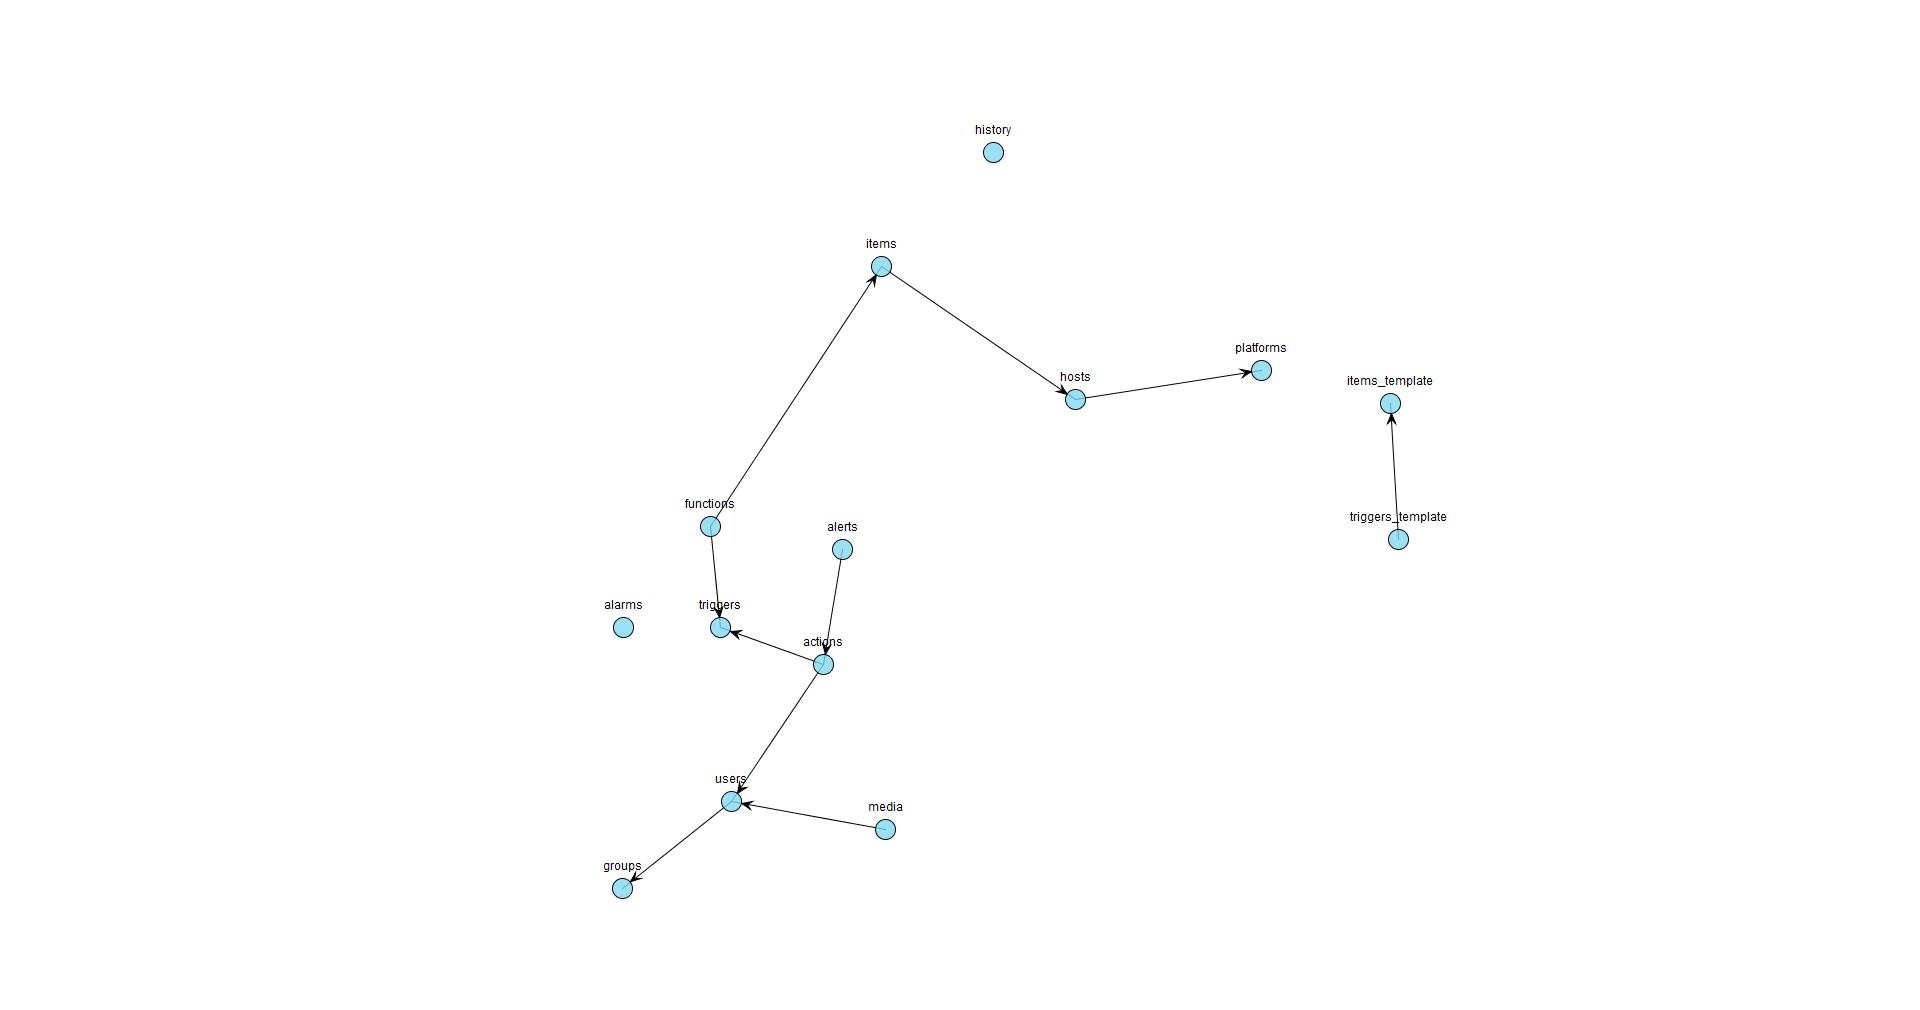 history
items
platforms
hosts
items_template
functions
triggers_template
alerts
alarms
triggers
actions
users
media
groups